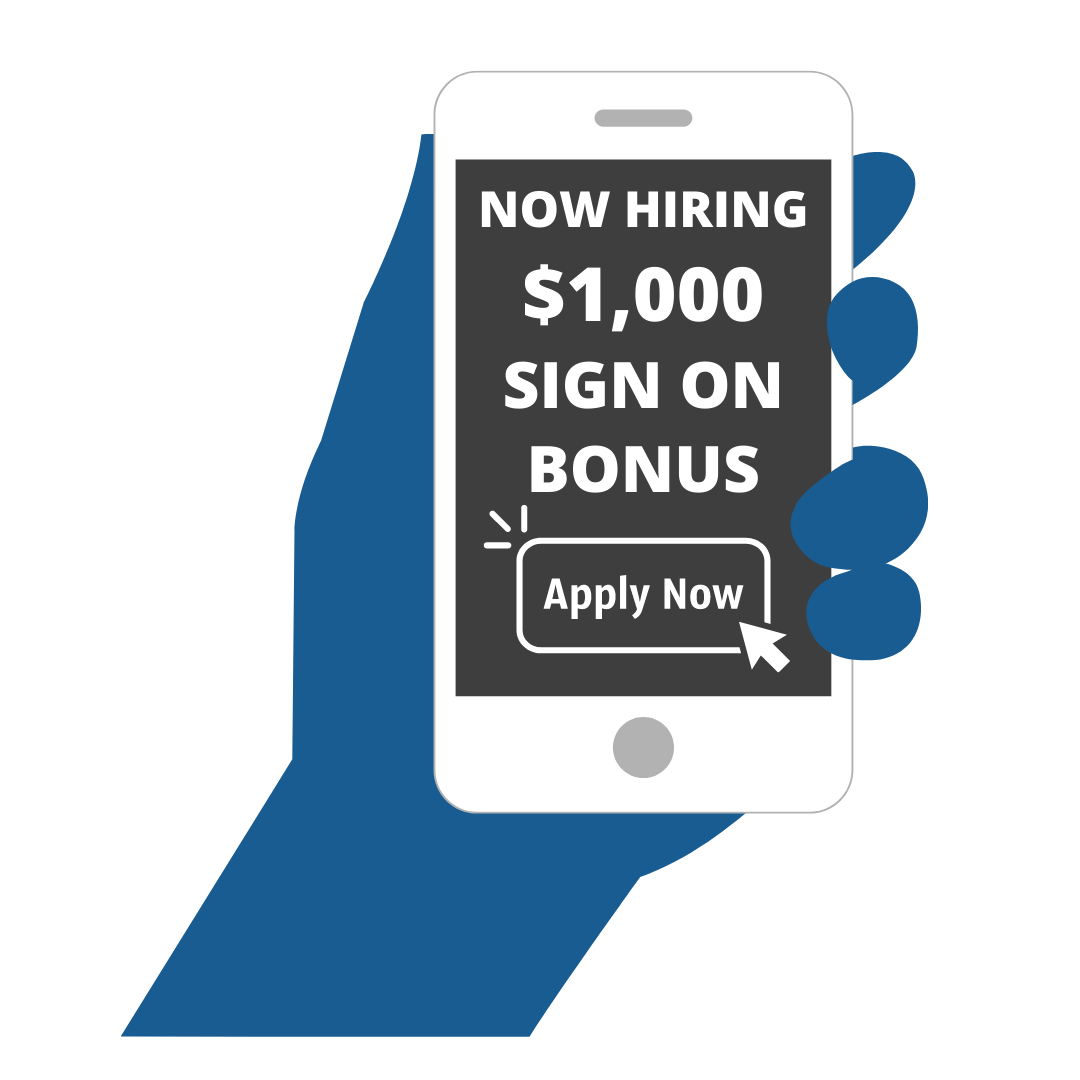 NOW HIRING
$1,000
SIGN ON
BONUS
Apply Now